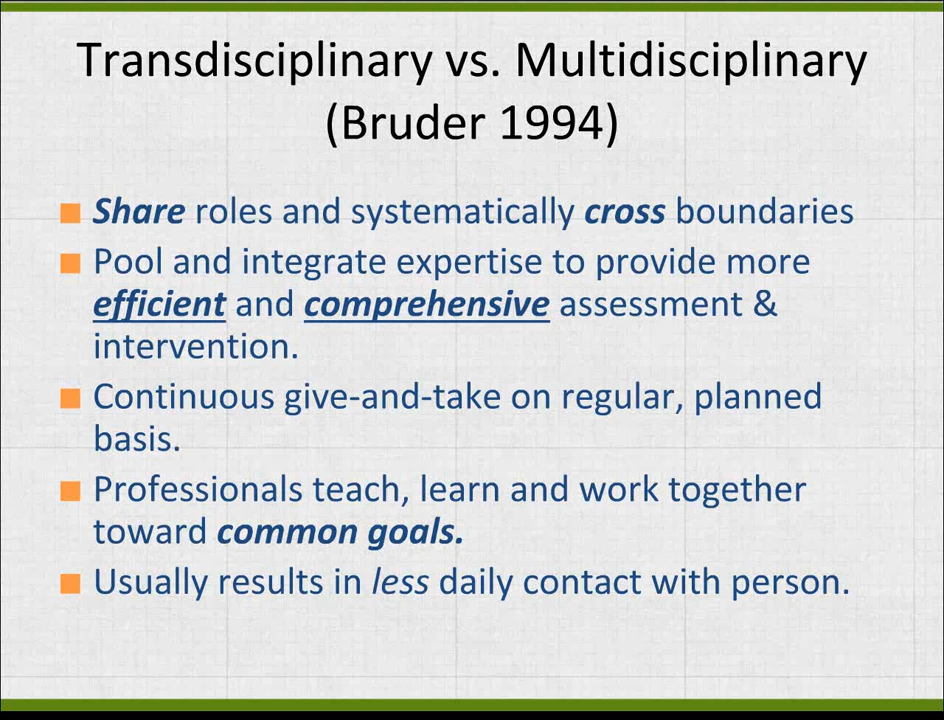 Transdisciplinary vs. Multidisciplinary
(Bruder 1994)
Share roles and systematically cross boundaries
Pool and integrate expertise to provide more
efficient and comprehensive assessment &
intervention.
Continuous give-and-take on regular, planned
basis.
Professionals teach, learn and work together
toward common goals.
Usually results in less daily contact with person.